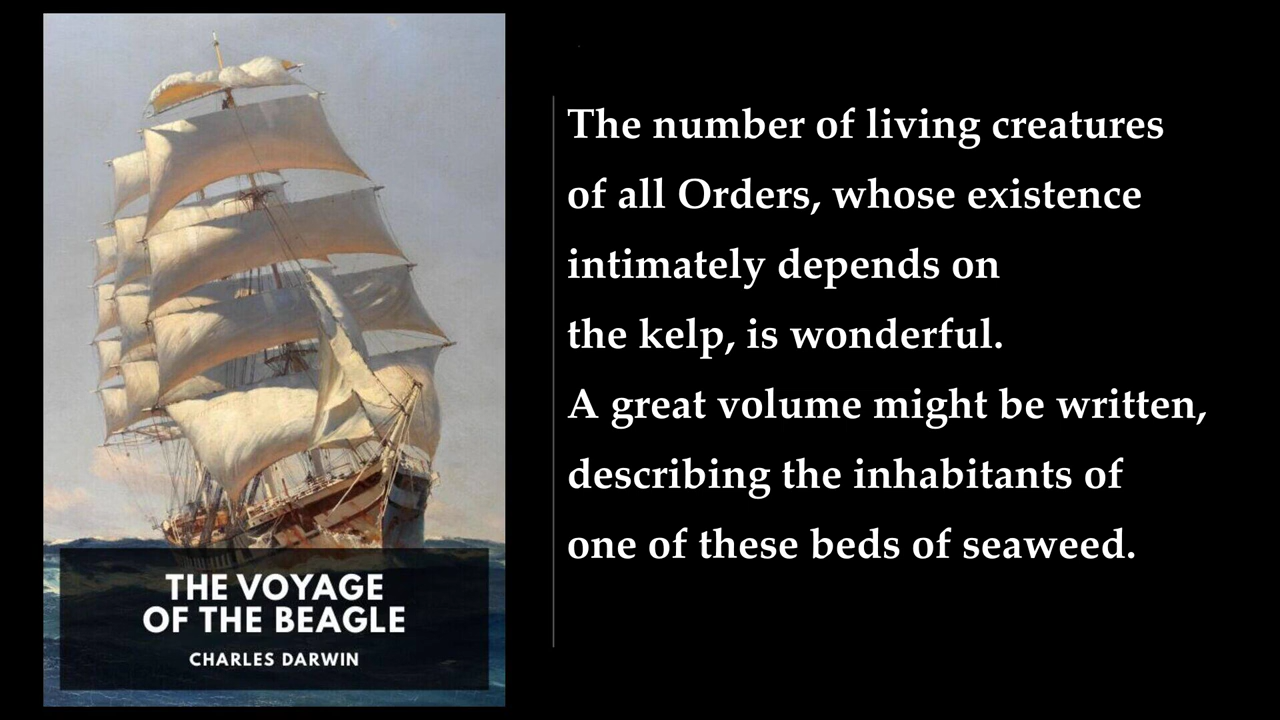 THE VOYAGE
OF THE BEAGLE
CHARLES DARWIN
The number of living creatures
of all Orders, whose existence
intimately depends on
the kelp, is wonderful.
A great volume might be written,
describing the inhabitants of
one of these beds of seaweed.